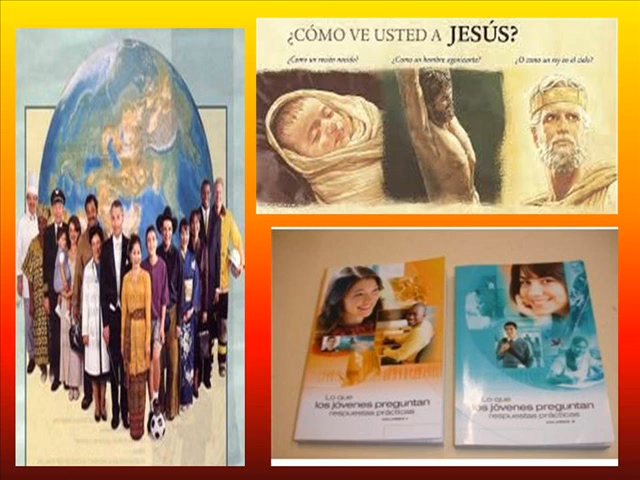 ¿CÓMO VE USTED A JESÚS?
¿Como un recién nacido? ¿Como un hombre agonizante? ¿O como un rey en el cielo?
Lo que
los jóvenes preguntan
respuestas prácticas
Lo que
los jóvenes preguntan
respuestas prácticas